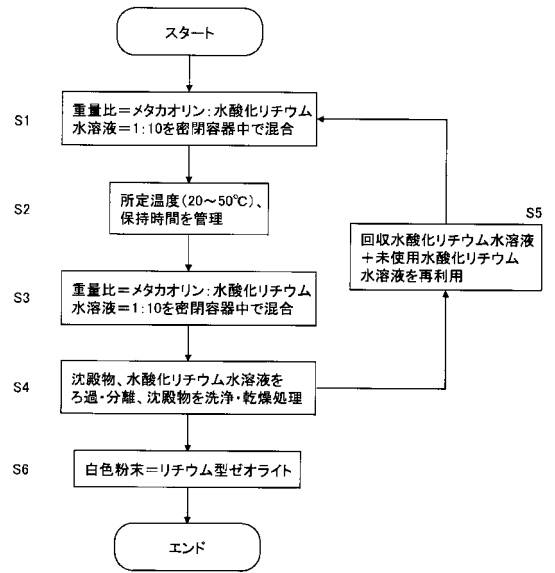 スタート
S1
重量比=メタカオリン:水酸化リチウム
水溶液=1:10を密閉容器中で混合
S2
所定温度(20~50℃)、
保持時間を管理
S5
回収水酸化リチウム水溶液
+未使用水酸化リチウム
水溶液を再利用
S3
重量比=メタカオリン:水酸化リチウム
水溶液=1:10を密閉容器中で混合
S4
沈殿物、水酸化リチウム水溶液を
ろ過・分離、沈殿物を洗浄・乾燥処理
S6
白色粉末=リチウム型ゼオライト
エンド